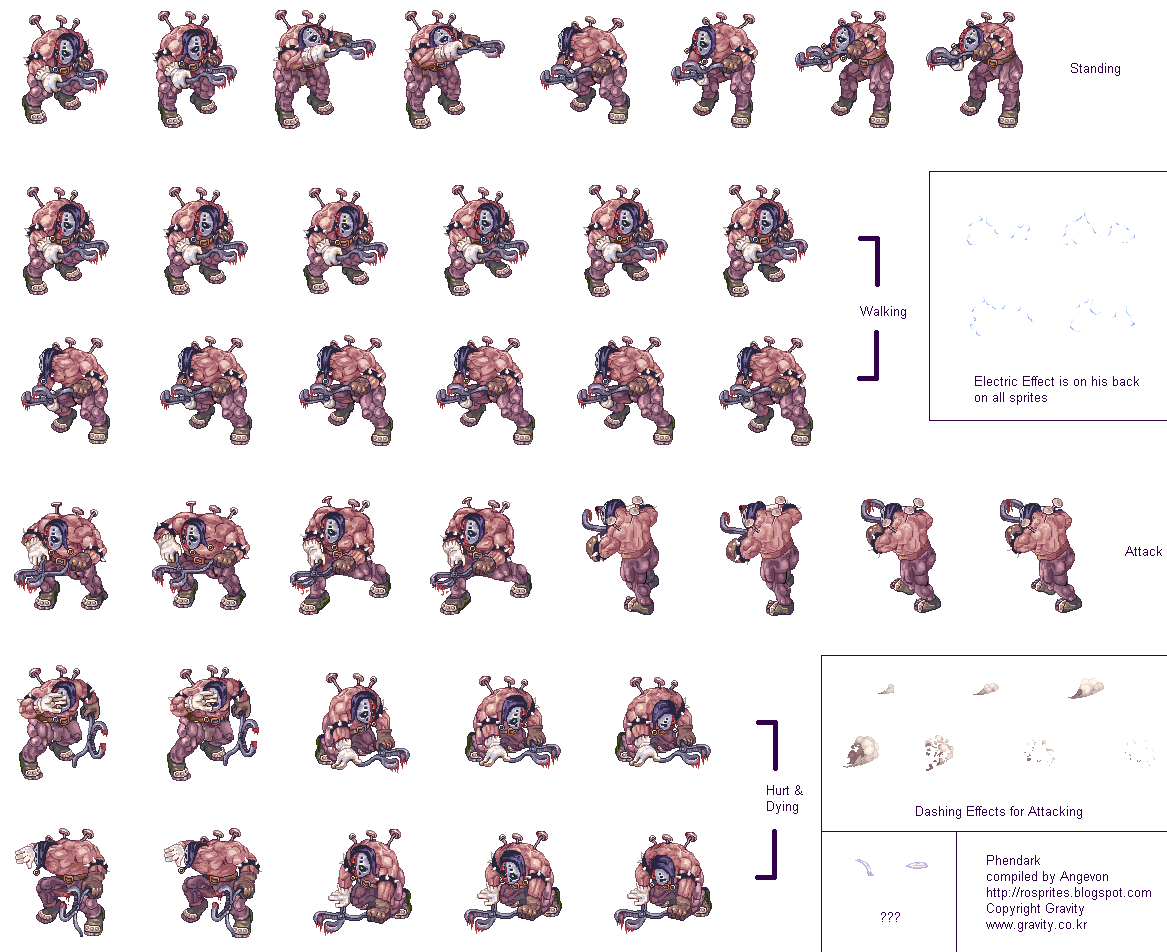 Standing
Walking
Electric Effect is on his back
on all sprites
Attack
Hurt &
Dying
Dashing Effects for Attacking
???
Phendark
compiled by Angevon
http://rosprites.blogspot.com
Copyright Gravity
www.gravity.co.kr